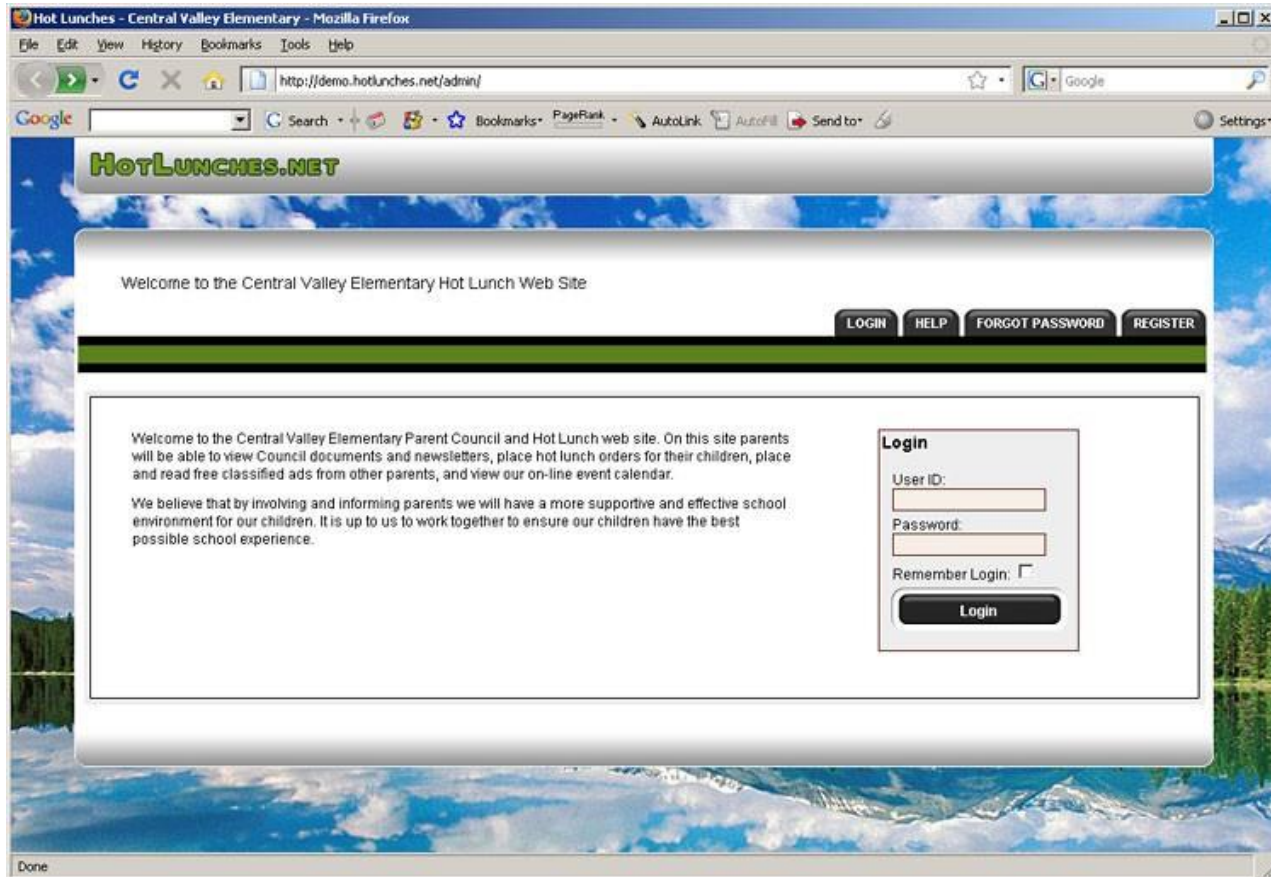 Hot Lunches - Central Valley Elementary - Mozilla Firefox
File Edit View History Bookmarks Tools Help
http://demo.hotlunches.net/admin/ G Google
Google G Search Bookmarks PageRank AutoLink AutoFill Send to Settings
HOTLUNCHES.NET
Welcome to the Central Valley Elementary Hot Lunch Web Site
LOGIN HELP FORGOT PASSWORD REGISTER
Welcome to the Central Valley Elementary Parent Council and Hot Lunch web site. On this site parents
will be able to view Council documents and newsletters, place hot lunch orders for their children, place
and read free classified ads from other parents, and view our on-line event calendar.
We believe that by involving and informing parents we will have a more supportive and effective school
environment for our children. It is up to us to work together to ensure our children have the best
possible school experience.
Login
User ID:
Password:
Remember Login:
Login
Done